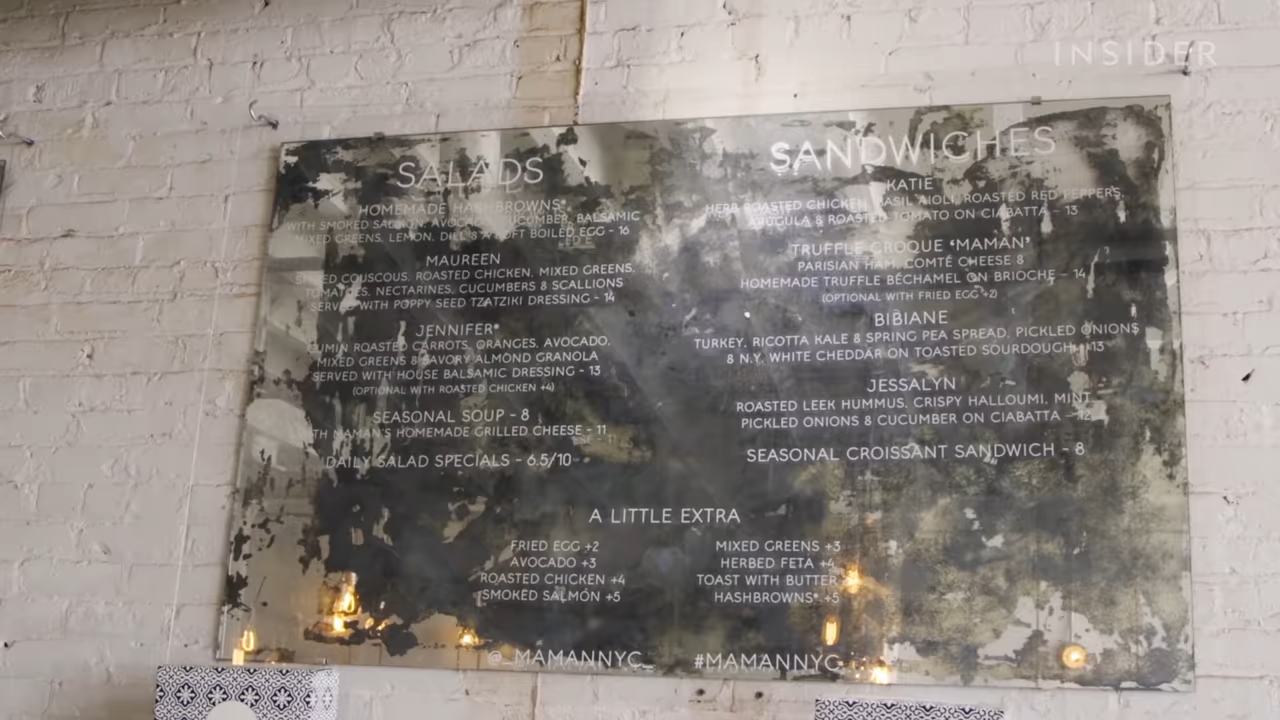 INSIDER
SALADS
HOMEMADE HASHBROWNS*
WITH SMOKED SALMON, AVOCADO, CUCUMBER, BALSAMIC
MIXED GREENS, LEMON, DILL & A SOFT BOILED EGG - 16
MAUREEN
COUSCOUS, ROASTED CHICKEN, MIXED GREENS,
TOMATOES, NECTARINES, CUCUMBERS & SCALLIONS
SERVED WITH POPPY SEED TZATZIKI DRESSING - 14
JENNIFER*
CUMIN ROASTED CARROTS, ORANGES, AVOCADO,
MIXED GREENS & SAVORY ALMOND GRANOLA
SERVED WITH HOUSE BALSAMIC DRESSING - 13
(OPTIONAL WITH ROASTED CHICKEN +4)
SEASONAL SOUP - 8
WITH MAMAN'S HOMEMADE GRILLED CHEESE - 11
DAILY SALAD SPECIALS - 6.5/10
SANDWICHES
KATIE
HERB ROASTED CHICKEN, BASIL AIOLI, ROASTED RED PEPPERS,
ARUGULA & ROASTED TOMATO ON CIABATTA - 13
TRUFFLE CROQUE "MAMAN"
PARISIAN HAM, COMTÉ CHEESE &
HOMEMADE TRUFFLE BÉCHAMEL ON BRIOCHE - 14
(OPTIONAL WITH FRIED EGG +2)
BIBIANE
TURKEY, RICOTTA KALE & SPRING PEA SPREAD, PICKLED ONIONS
& N.Y. WHITE CHEDDAR ON TOASTED SOURDOUGH - 13
JESSALYN
ROASTED LEEK HUMMUS, CRISPY HALLOUMI, MINT,
PICKLED ONIONS & CUCUMBER ON CIABATTA - 12
SEASONAL CROISSANT SANDWICH - 8
A LITTLE EXTRA
FRIED EGG +2
AVOCADO +3
ROASTED CHICKEN +4
SMOKED SALMON +5
MIXED GREENS +3
HERBED FETA +4
TOAST WITH BUTTER
HASHBROWNS* +5
@_MAMANNYC_ #MAMANNYC